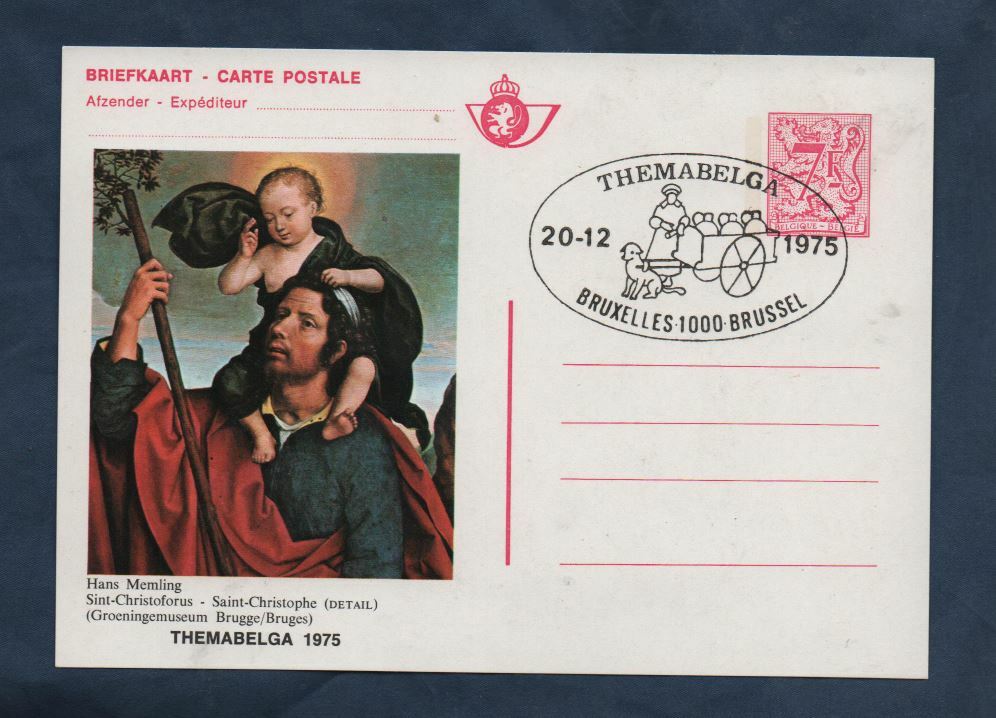 BRIEFKAART - CARTE POSTALE
Afzender - Expéditeur
7F
BELGIQUE - BELGIË
THEMABELGA
20-12 1975
BRUXELLES·1000·BRUSSEL
Hans Memling
Sint-Christoforus - Saint-Christophe (DETAIL)
(Groeningemuseum Brugge/Bruges)
THEMABELGA 1975